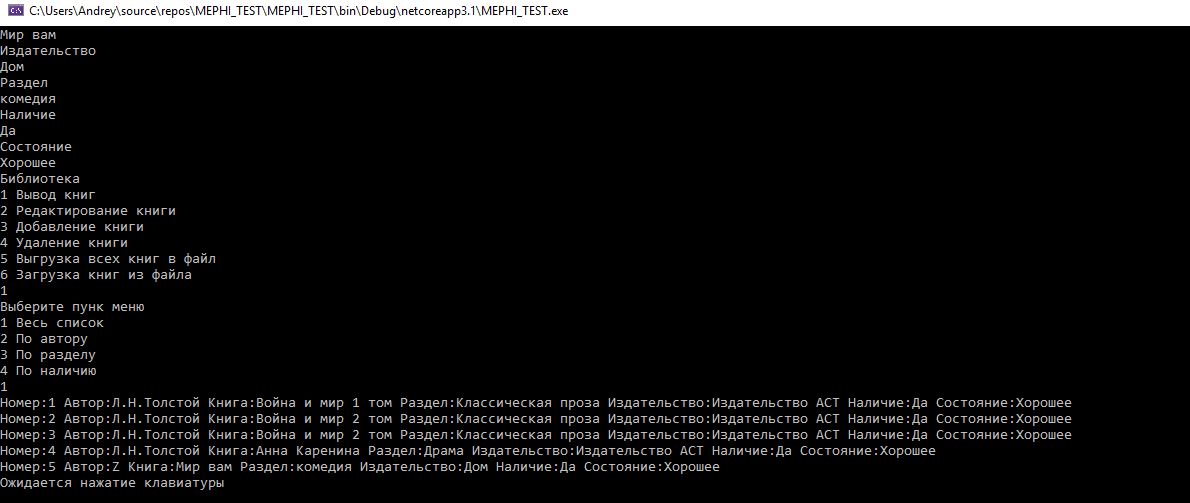 C:\Users\Andrey\source\repos\MEPHI_TEST\MEPHI_TEST\bin\Debug\netcoreapp3.1\MEPHI_TEST.exe
Мир вам
Издательство
Дом
Раздел
комедия
Наличие
Да
Состояние
Хорошее
Библиотека
1 Вывод книг
2 Редактирование книги
3 Добавление книги
4 Удаление книги
5 Выгрузка всех книг в файл
6 Загрузка книг из файла
1
Выберите пунк меню
1 Весь список
2 По автору
3 По разделу
4 По наличию
1
Номер:1 Автор:Л.Н.Толстой Книга:Война и мир 1 том Раздел:Классическая проза Издательство:Издательство АСТ Наличие:Да Состояние:Хорошее
Номер:2 Автор:Л.Н.Толстой Книга:Война и мир 2 том Раздел:Классическая проза Издательство:Издательство АСТ Наличие:Да Состояние:Хорошее
Номер:3 Автор:Л.Н.Толстой Книга:Война и мир 2 том Раздел:Классическая проза Издательство:Издательство АСТ Наличие:Да Состояние:Хорошее
Номер:4 Автор:Л.Н.Толстой Книга:Анна Каренина Раздел:Драма Издательство:Издательство АСТ Наличие:Да Состояние:Хорошее
Номер:5 Автор:Z Книга:Мир вам Раздел:комедия Издательство:Дом Наличие:Да Состояние:Хорошее
Ожидается нажатие клавиатуры